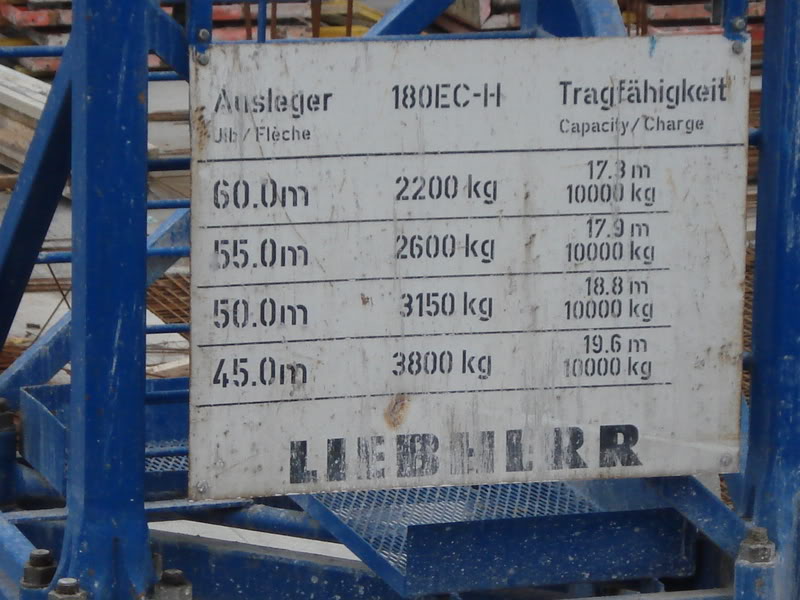 Ausleger 180EC-H Tragfähigkeit
Jib/Flèche Capacity/Charge
60.0m 2200 kg 17.3 m
10000 kg
55.0m 2600 kg 17.9 m
10000 kg
50.0m 3150 kg 18.8 m
10000 kg
45.0m 3800 kg 19.6 m
10000 kg
LIEBHERR